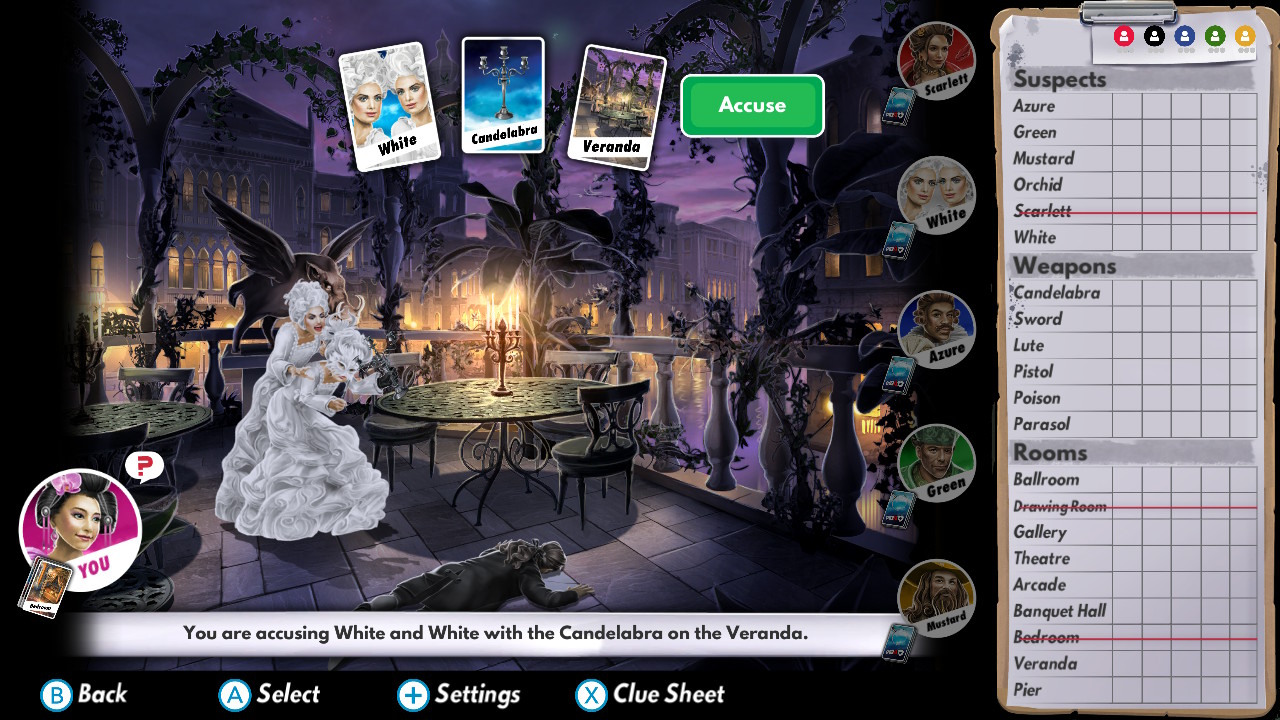 White
Candelabra
Veranda
Accuse
Scarlett
White
Azure
Green
Mustard
?
YOU
Bedroom
You are accusing White and White with the Candelabra on the Veranda.
B Back
A Select
+ Settings
X Clue Sheet
Suspects
Azure
Green
Mustard
Orchid
Scarlett
White
Weapons
Candelabra
Sword
Lute
Pistol
Poison
Parasol
Rooms
Ballroom
Drawing Room
Gallery
Theatre
Arcade
Banquet Hall
Bedroom
Veranda
Pier